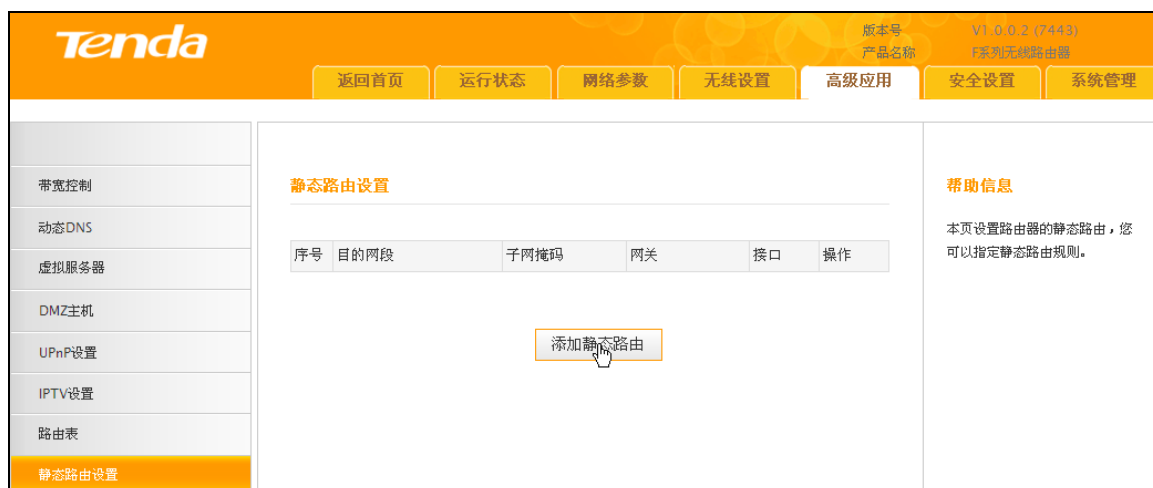 Tenda
版本号 V1.0.0.2 (7443)
产品名称 F系列无线路由器
返回首页 运行状态 网络参数 无线设置 高级应用 安全设置 系统管理
带宽控制
动态DNS
虚拟服务器
DMZ主机
UPnP设置
IPTV设置
路由表
静态路由设置
静态路由设置
序号 目的网段 子网掩码 网关 接口 操作
添加静态路由
帮助信息
本页设置路由器的静态路由，您
可以指定静态路由规则。